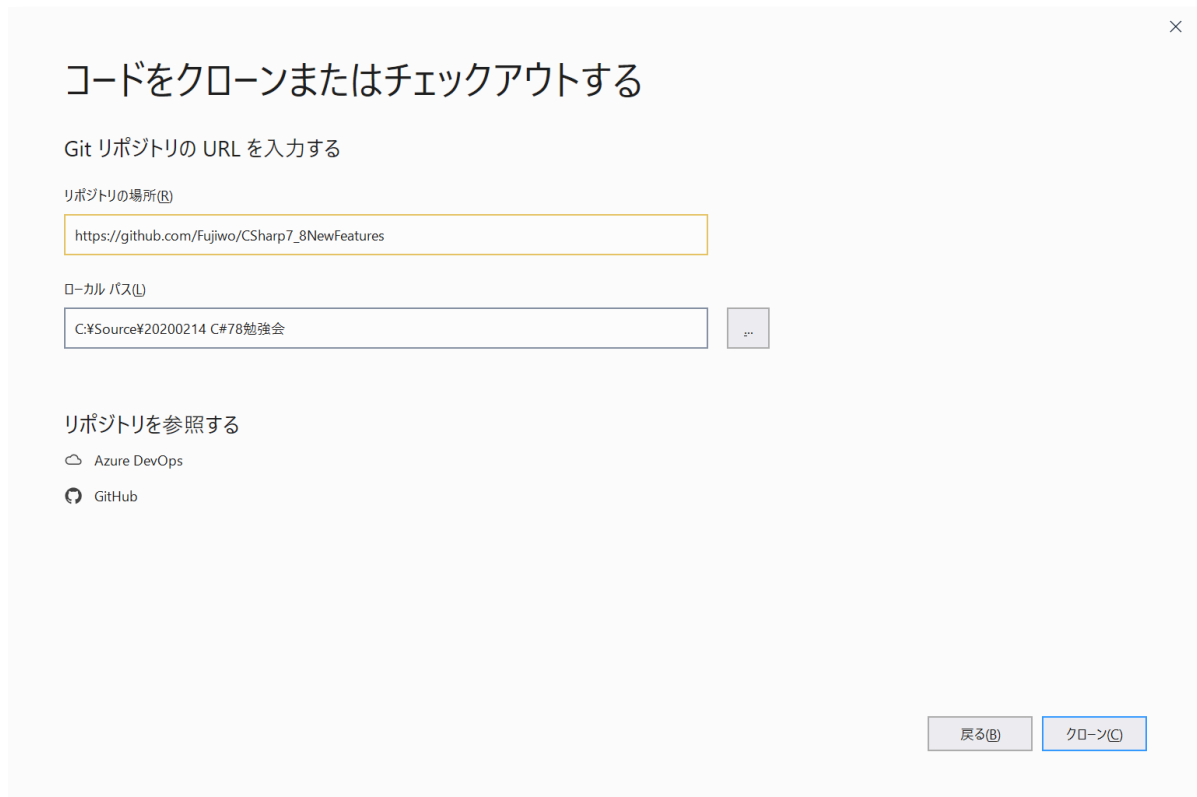 コードをクローンまたはチェックアウトする
Git リポジトリの URL を入力する
リポジトリの場所(R)
https://github.com/Fujiwo/CSharp7_8NewFeatures
ローカル パス(L)
C:¥Source¥20200214 C#78勉強会
...
リポジトリを参照する
Azure DevOps
GitHub
戻る(B)
クローン(C)